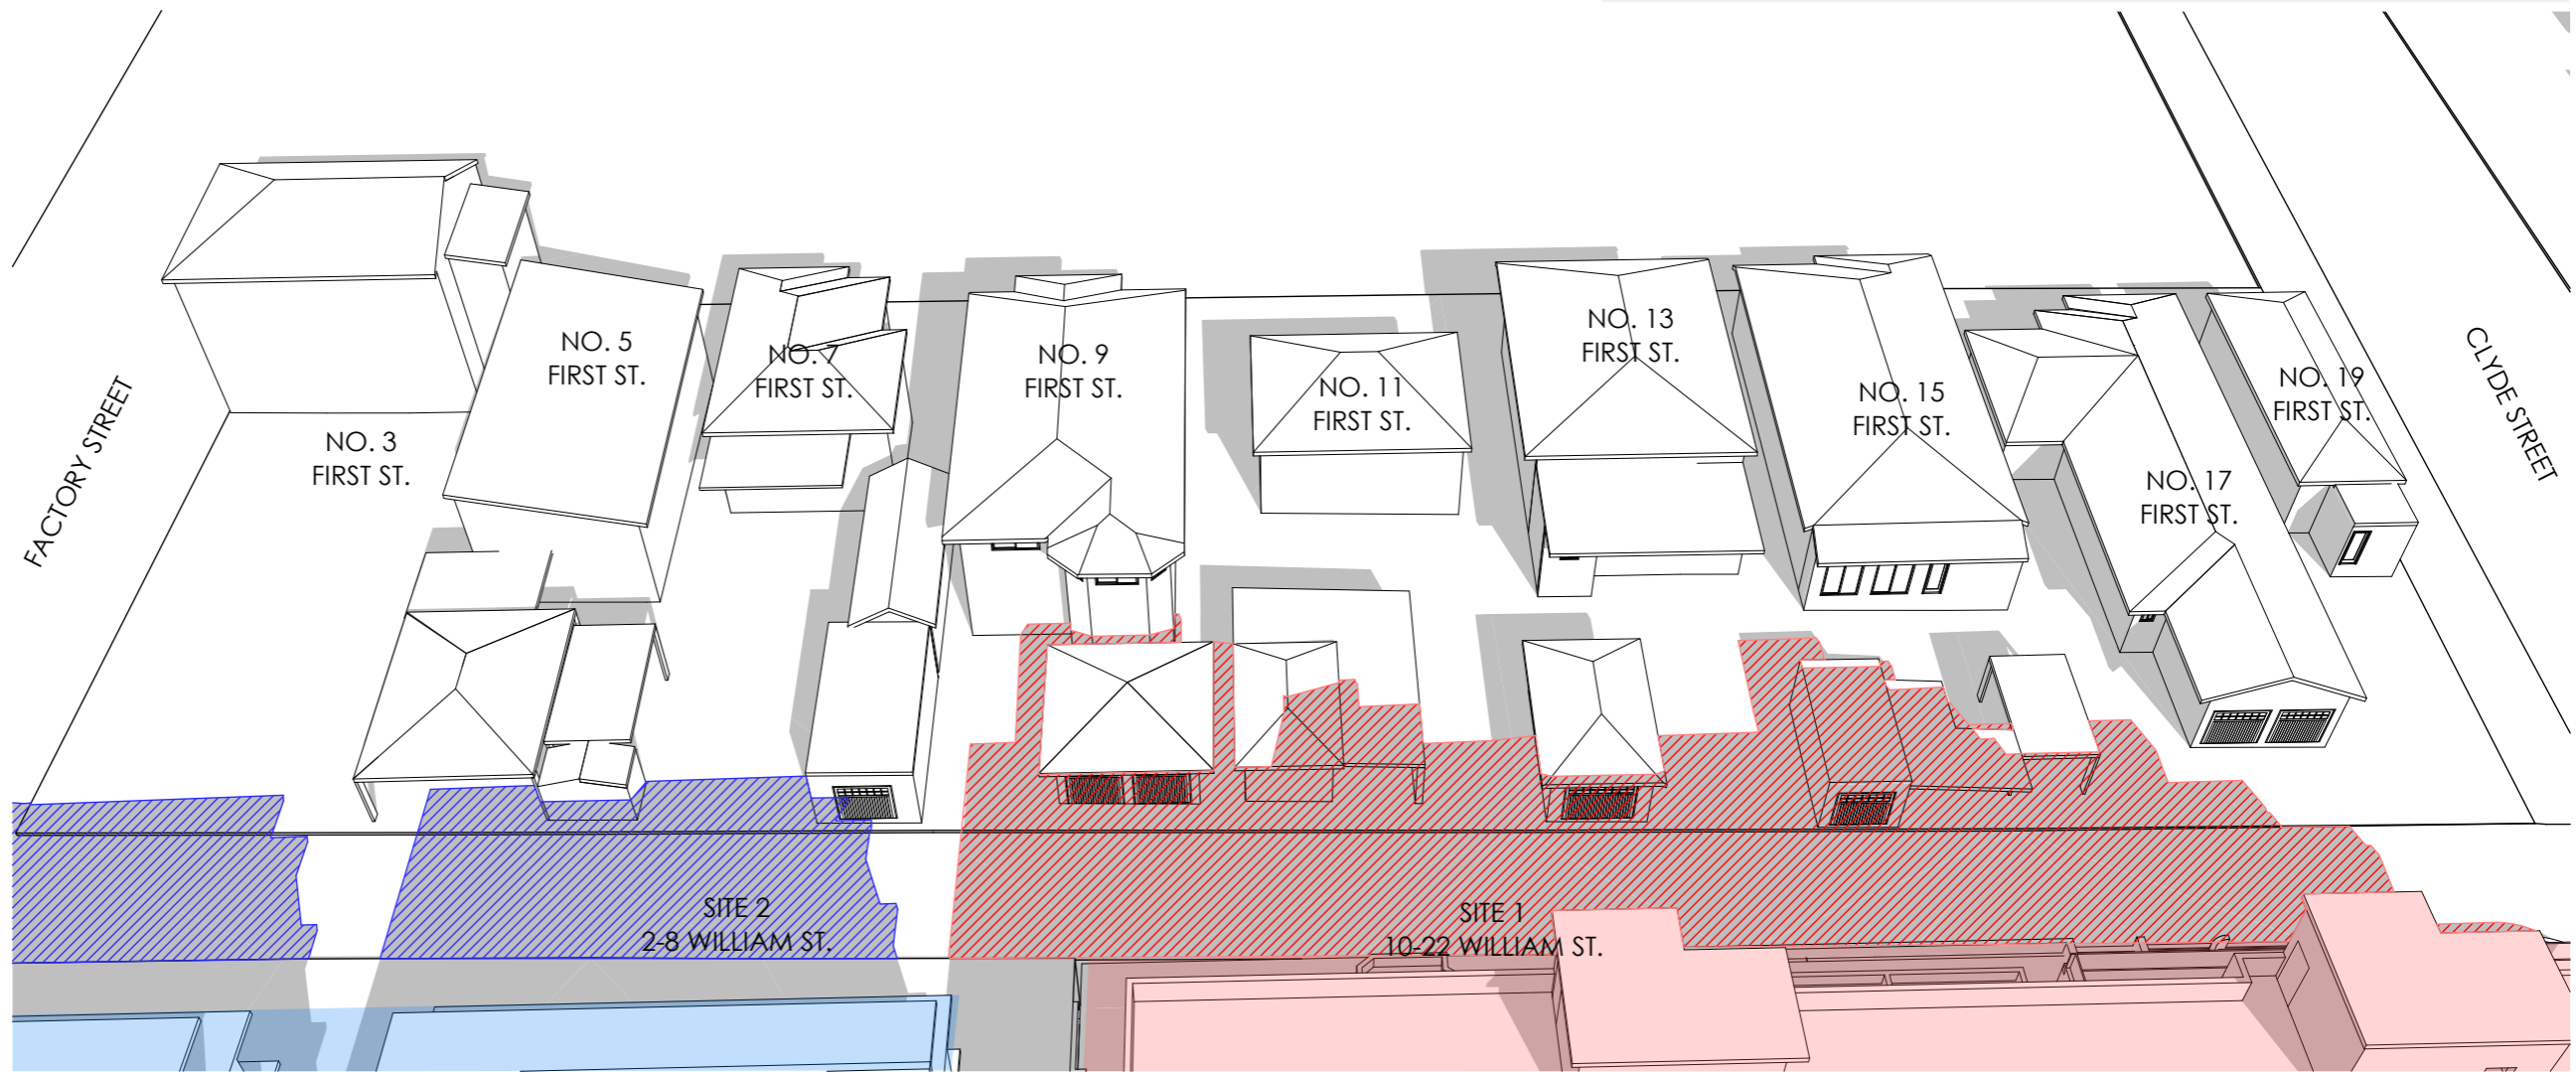 FACTORY STREET
NO. 3
FIRST ST.
NO. 5
FIRST ST.
NO. 7
FIRST ST.
NO. 9
FIRST ST.
NO. 11
FIRST ST.
NO. 13
FIRST ST.
NO. 15
FIRST ST.
NO. 17
FIRST ST.
NO. 19
FIRST ST.
CLYDE STREET
SITE 2
2-8 WILLIAM ST.
SITE 1
10-22 WILLIAM ST.